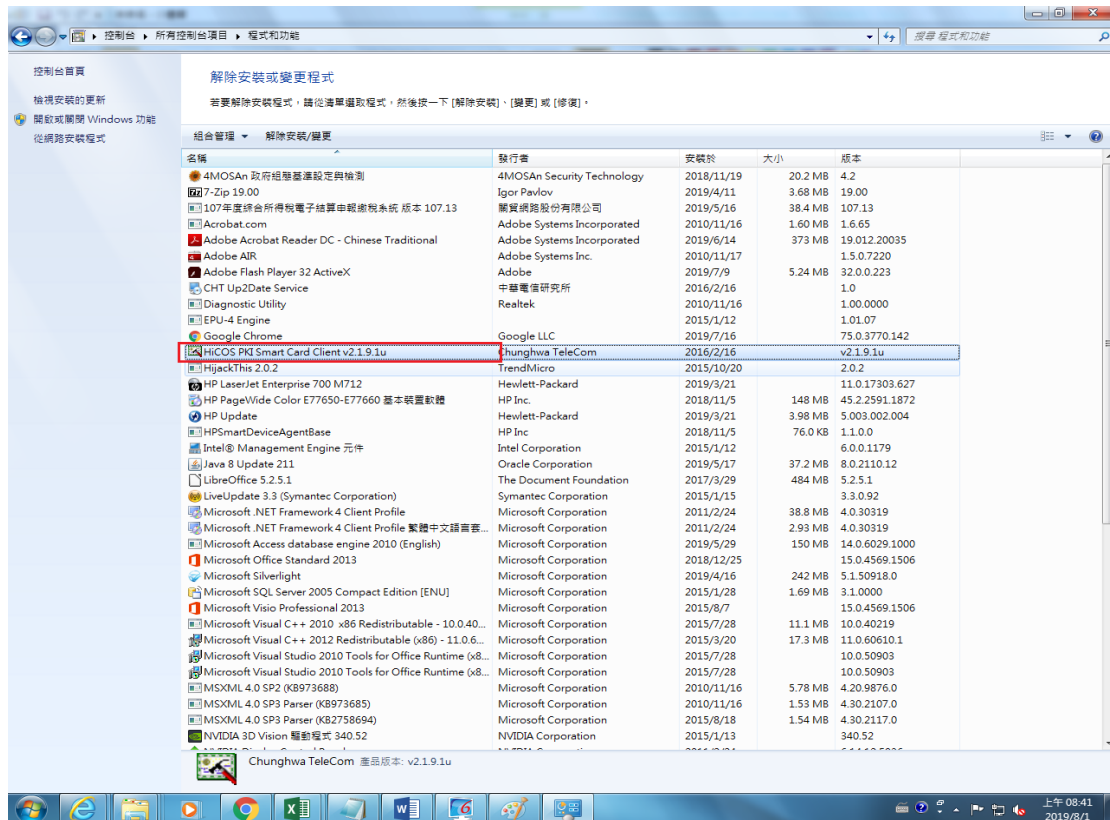 控制台 ▸ 所有控制台項目 ▸ 程式和功能
搜尋 程式和功能
控制台首頁
檢視安裝的更新
開啟或關閉 Windows 功能
從網路安裝程式
解除安裝或變更程式
若要解除安裝程式，請從清單選取程式，然後按一下 [解除安裝]、[變更] 或 [修復]。
組合管理 解除安裝/變更
名稱 發行者 安裝於 大小 版本
4MOSAn 政府組態基準設定與檢測 4MOSAn Security Technology 2018/11/19 20.2 MB 4.2
7-Zip 19.00 Igor Pavlov 2019/4/11 3.68 MB 19.00
107年度綜合所得稅電子結算申報繳稅系統 版本 107.13 關貿網路股份有限公司 2019/5/16 38.4 MB 107.13
Acrobat.com Adobe Systems Incorporated 2010/11/16 1.60 MB 1.6.65
Adobe Acrobat Reader DC - Chinese Traditional Adobe Systems Incorporated 2019/6/14 373 MB 19.012.20035
Adobe AIR Adobe Systems Inc. 2010/11/17 1.5.0.7220
Adobe Flash Player 32 ActiveX Adobe 2019/7/9 5.24 MB 32.0.0.223
CHT Up2Date Service 中華電信研究所 2016/2/16 1.0
Diagnostic Utility Realtek 2010/11/16 1.00.0000
EPU-4 Engine 2015/1/12 1.01.07
Google Chrome Google LLC 2019/7/16 75.0.3770.142
HiCOS PKI Smart Card Client v2.1.9.1u Chunghwa TeleCom 2016/2/16 v2.1.9.1u
HijackThis 2.0.2 TrendMicro 2015/10/20 2.0.2
HP LaserJet Enterprise 700 M712 Hewlett-Packard 2019/3/21 11.0.17303.627
HP PageWide Color E77650-E77660 基本裝置軟體 HP Inc. 2018/11/5 148 MB 45.2.2591.1872
HP Update Hewlett-Packard 2019/3/21 3.98 MB 5.003.002.004
HPSmartDeviceAgentBase HP Inc 2018/11/5 76.0 KB 1.1.0.0
Intel® Management Engine 元件 Intel Corporation 2015/1/12 6.0.0.1179
Java 8 Update 211 Oracle Corporation 2019/5/17 37.2 MB 8.0.2110.12
LibreOffice 5.2.5.1 The Document Foundation 2017/3/29 484 MB 5.2.5.1
LiveUpdate 3.3 (Symantec Corporation) Symantec Corporation 2015/1/15 3.3.0.92
Microsoft .NET Framework 4 Client Profile Microsoft Corporation 2011/2/24 38.8 MB 4.0.30319
Microsoft .NET Framework 4 Client Profile 繁體中文語言套... Microsoft Corporation 2011/2/24 2.93 MB 4.0.30319
Microsoft Access database engine 2010 (English) Microsoft Corporation 2019/5/29 150 MB 14.0.6029.1000
Microsoft Office Standard 2013 Microsoft Corporation 2018/12/25 15.0.4569.1506
Microsoft Silverlight Microsoft Corporation 2019/4/16 242 MB 5.1.50918.0
Microsoft SQL Server 2005 Compact Edition [ENU] Microsoft Corporation 2015/1/28 1.69 MB 3.1.0000
Microsoft Visio Professional 2013 Microsoft Corporation 2015/8/7 15.0.4569.1506
Microsoft Visual C++ 2010 x86 Redistributable - 10.0.40... Microsoft Corporation 2015/7/28 11.1 MB 10.0.40219
Microsoft Visual C++ 2012 Redistributable (x86) - 11.0.6... Microsoft Corporation 2015/3/20 17.3 MB 11.0.60610.1
Microsoft Visual Studio 2010 Tools for Office Runtime (x8... Microsoft Corporation 2015/7/28 10.0.50903
Microsoft Visual Studio 2010 Tools for Office Runtime (x8... Microsoft Corporation 2015/7/28 10.0.50903
MSXML 4.0 SP2 (KB973688) Microsoft Corporation 2010/11/16 5.78 MB 4.20.9876.0
MSXML 4.0 SP3 Parser (KB973685) Microsoft Corporation 2010/11/16 1.53 MB 4.30.2107.0
MSXML 4.0 SP3 Parser (KB2758694) Microsoft Corporation 2015/8/18 1.54 MB 4.30.2117.0
NVIDIA 3D Vision 驅動程式 340.52 NVIDIA Corporation 2015/1/13 340.52
Chunghwa TeleCom 產品版本: v2.1.9.1u
上午 08:41
2019/8/1